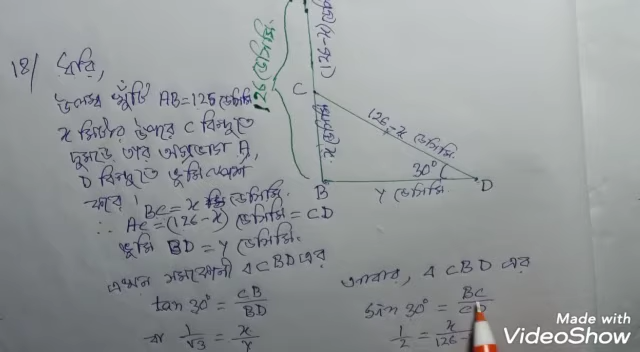 126 ডেসিমি.
(126-x) ডেসিমি.
C
126-x ডেসিমি.
x ডেসিমি.
30°
B
D
Y ডেসিমি.
18/ ধরি,
উলম্ব খুঁটি AB=126 ডেসিমি
x মিটার উপরে C বিন্দুতে
দুমড়ে তার অগ্রভাগ A,
D বিন্দুতে ভূমি স্পর্শ
করে।
BC = x ডেসিমি.
∴ AC = (126-x) ডেসিমি = CD
ভূমি BD = Y ডেসিমি.
এখন সমকোণী △ CBD এর
tan 30° = CB/BD
বা 1/√3 = x/Y
আবার, △ CBD এর
sin 30° = BC/CD
1/2 = x/126-
Made with
VideoShow